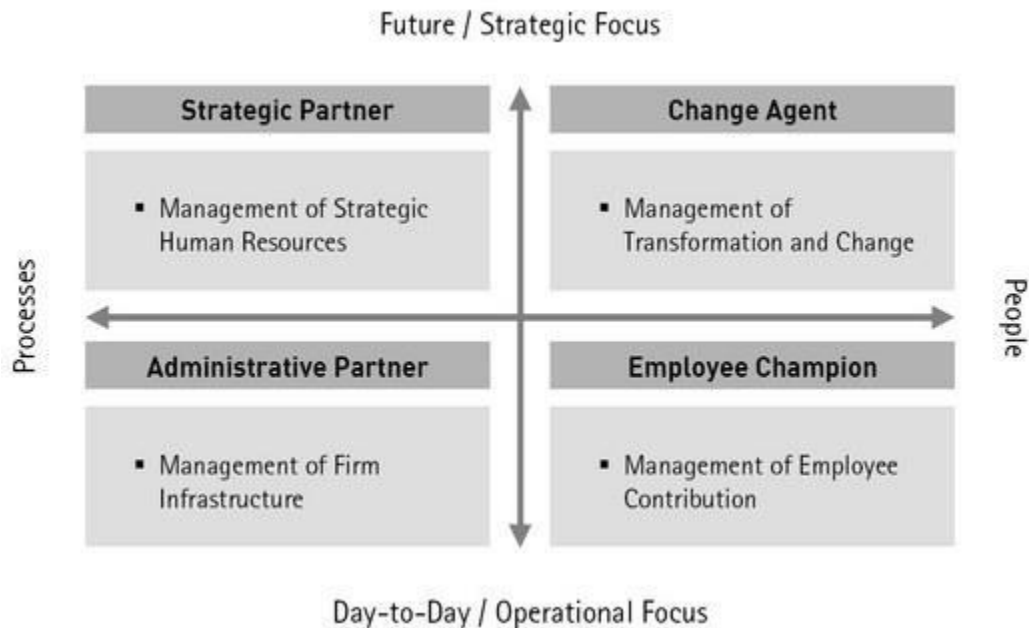 Future / Strategic Focus
Strategic Partner
Change Agent
▪ Management of Strategic
Human Resources
▪ Management of
Transformation and Change
Processes
People
Administrative Partner
Employee Champion
▪ Management of Firm
Infrastructure
▪ Management of Employee
Contribution
Day-to-Day / Operational Focus